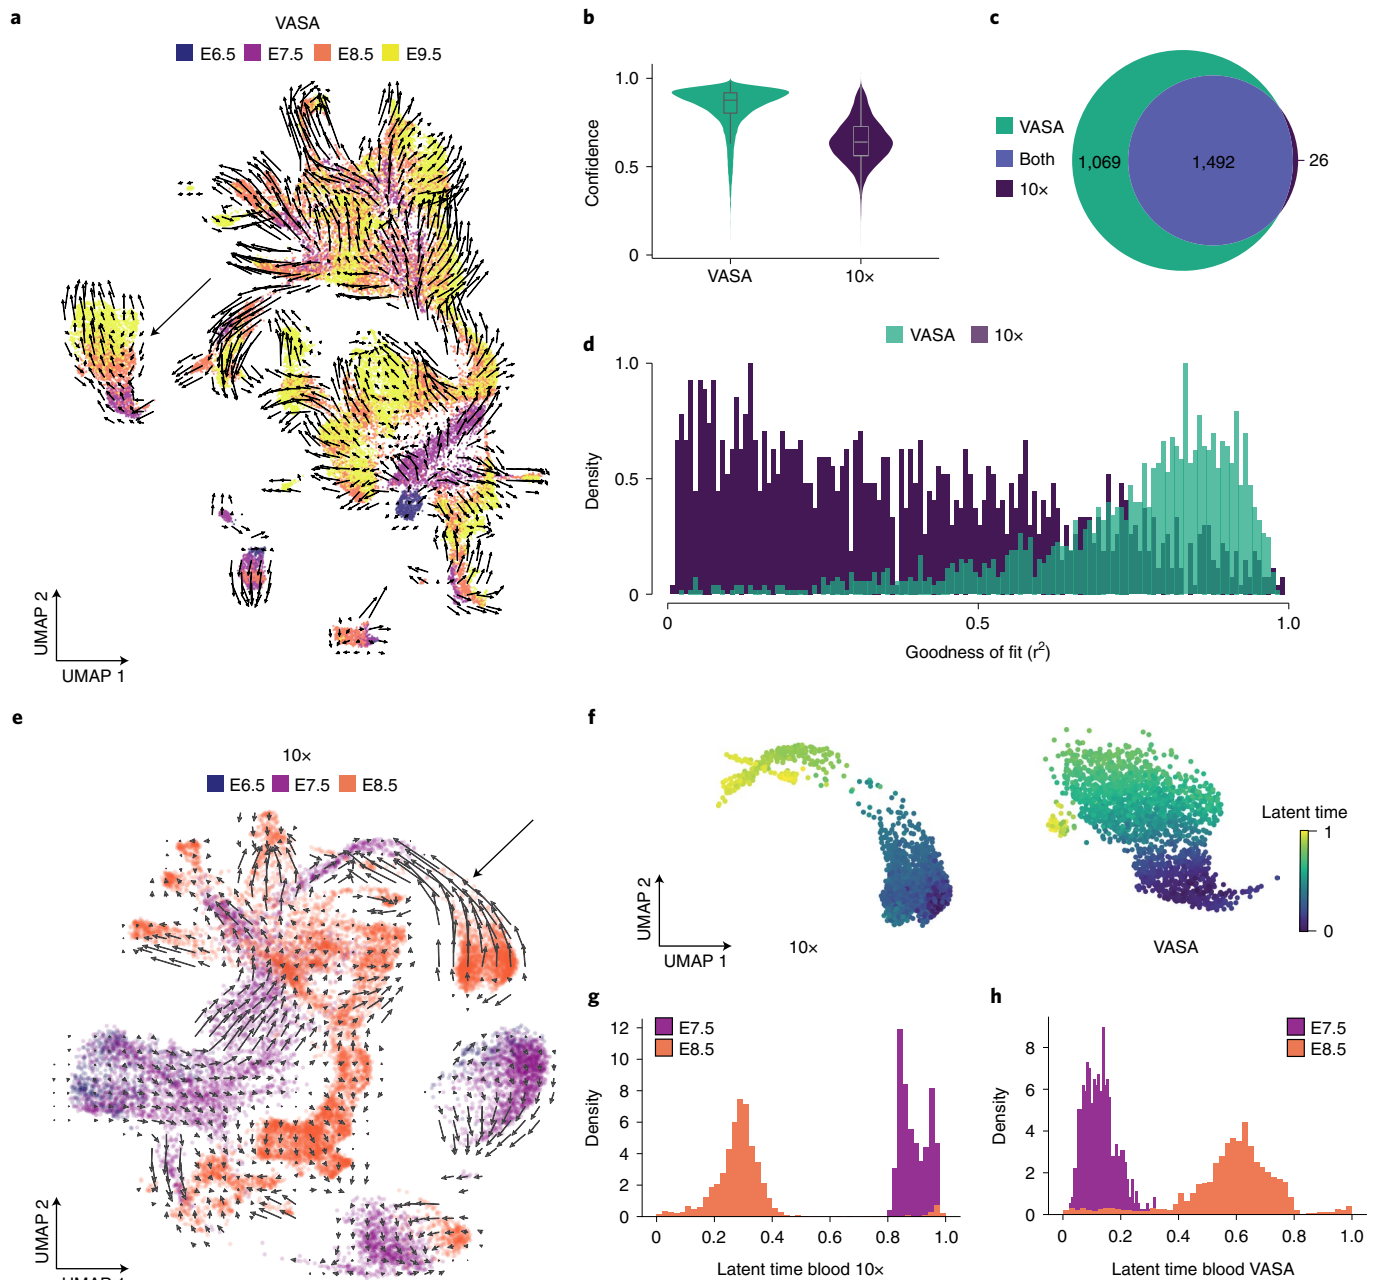 a
VASA
E6.5 E7.5 E8.5 E9.5
UMAP 2
UMAP 1
b
Confidence
1.0
0.5
0
VASA 10×
c
VASA
Both
10×
1,069 1,492 26
d
VASA 10×
Density
1.0
0.5
0
0 0.5 1.0
Goodness of fit (r²)
e
10×
E6.5 E7.5 E8.5
UMAP 2
f
UMAP 2
UMAP 1
10×
VASA
Latent time
1
0
g
E7.5
E8.5
Density
12
10
8
6
4
2
0
0 0.2 0.4 0.6 0.8 1.0
Latent time blood 10×
h
E7.5
E8.5
Density
8
6
4
2
0
0 0.2 0.4 0.6 0.8 1.0
Latent time blood VASA